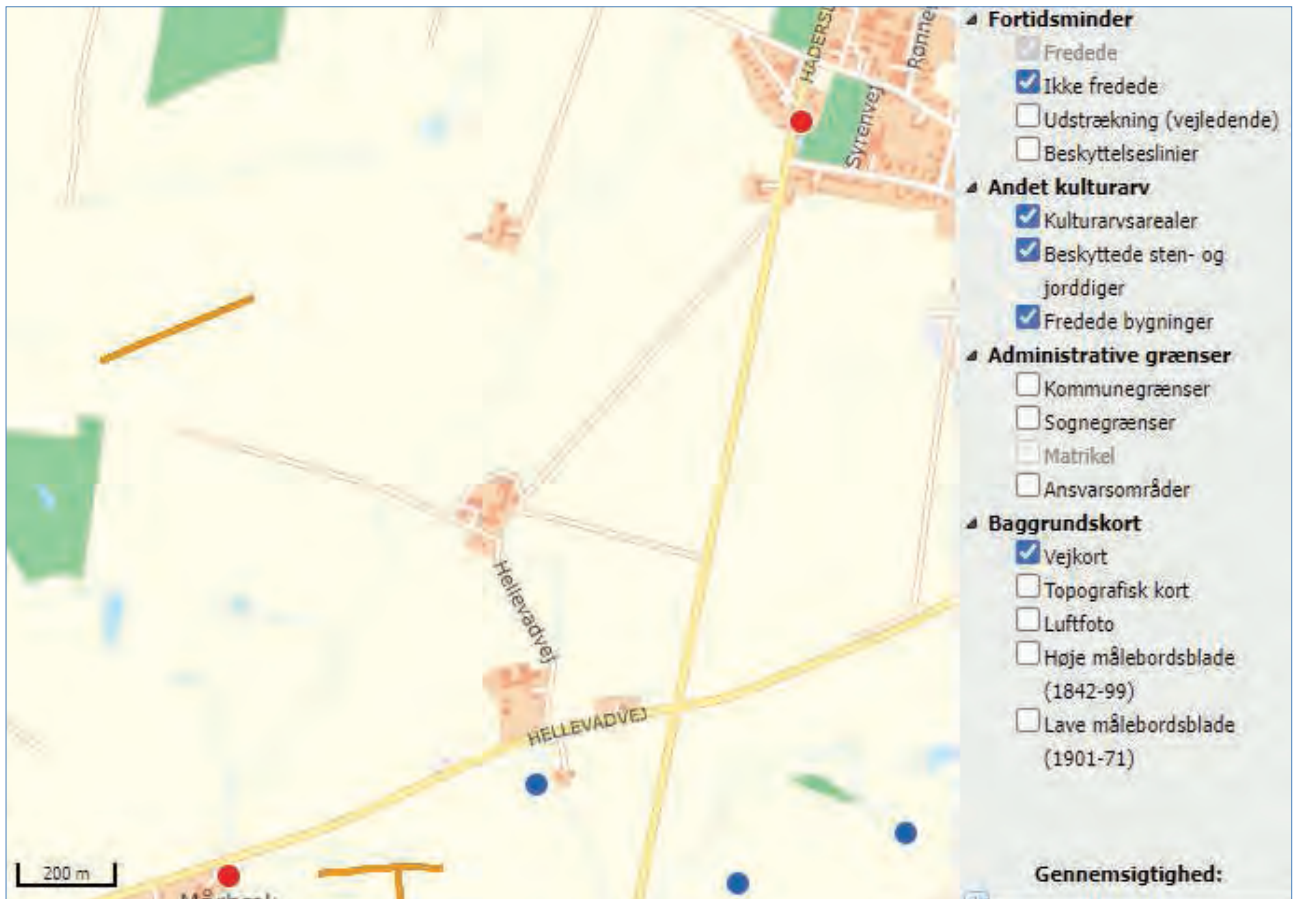 HADERSL
Rønnev
Syrenvej
Hellevadvej
HELLEVADVEJ
200 m
Fortidsminder
Fredede
Ikke fredede
Udstrækning (vejledende)
Beskyttelseslinier
Andet kulturarv
Kulturarvsarealer
Beskyttede sten- og
jorddiger
Fredede bygninger
Administrative grænser
Kommunegrænser
Sognegrænser
Matrikel
Ansvarsområder
Baggrundskort
Vejkort
Topografisk kort
Luftfoto
Høje målebordsblade
(1842-99)
Lave målebordsblade
(1901-71)
Gennemsigtighed: